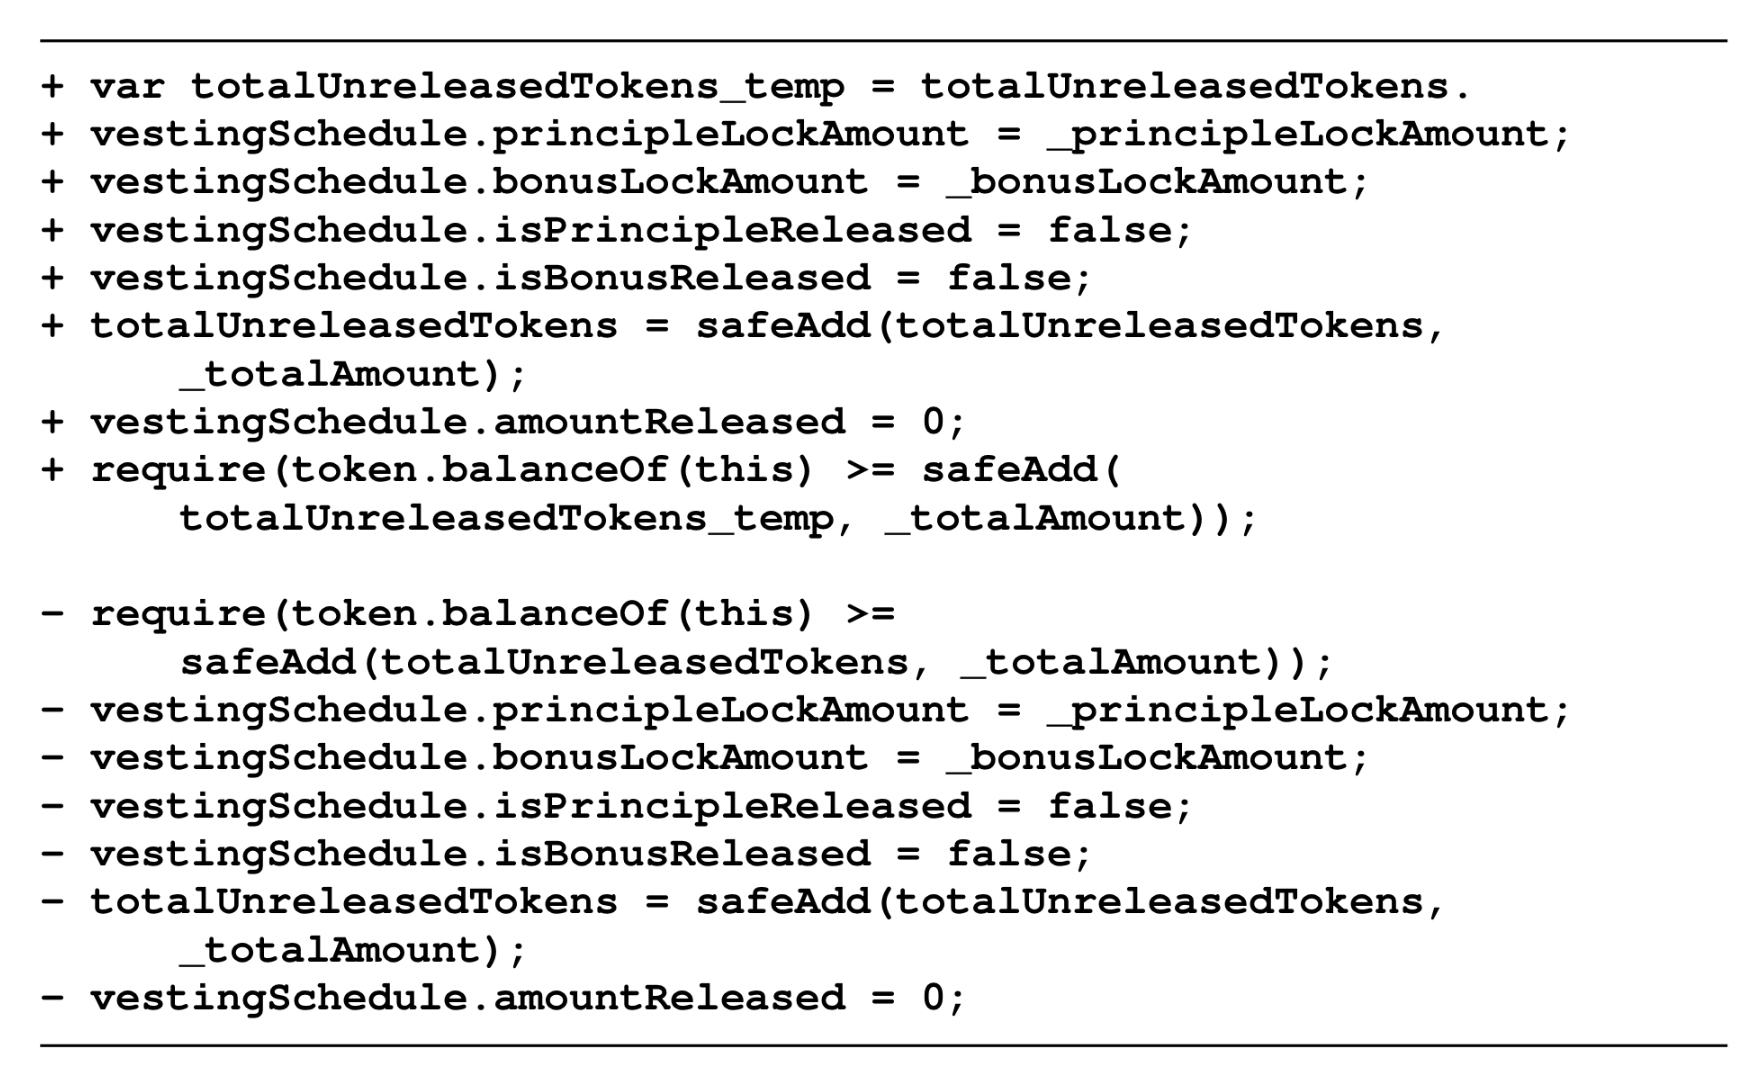 + var totalUnreleasedTokens_temp = totalUnreleasedTokens.
+ vestingSchedule.principleLockAmount = _principleLockAmount;
+ vestingSchedule.bonusLockAmount = _bonusLockAmount;
+ vestingSchedule.isPrincipleReleased = false;
+ vestingSchedule.isBonusReleased = false;
+ totalUnreleasedTokens = safeAdd(totalUnreleasedTokens,
_totalAmount);
+ vestingSchedule.amountReleased = 0;
+ require(token.balanceOf(this) >= safeAdd(
totalUnreleasedTokens_temp, _totalAmount));
- require(token.balanceOf(this) >=
safeAdd(totalUnreleasedTokens, _totalAmount));
- vestingSchedule.principleLockAmount = _principleLockAmount;
- vestingSchedule.bonusLockAmount = _bonusLockAmount;
- vestingSchedule.isPrincipleReleased = false;
- vestingSchedule.isBonusReleased = false;
- totalUnreleasedTokens = safeAdd(totalUnreleasedTokens,
_totalAmount);
- vestingSchedule.amountReleased = 0;